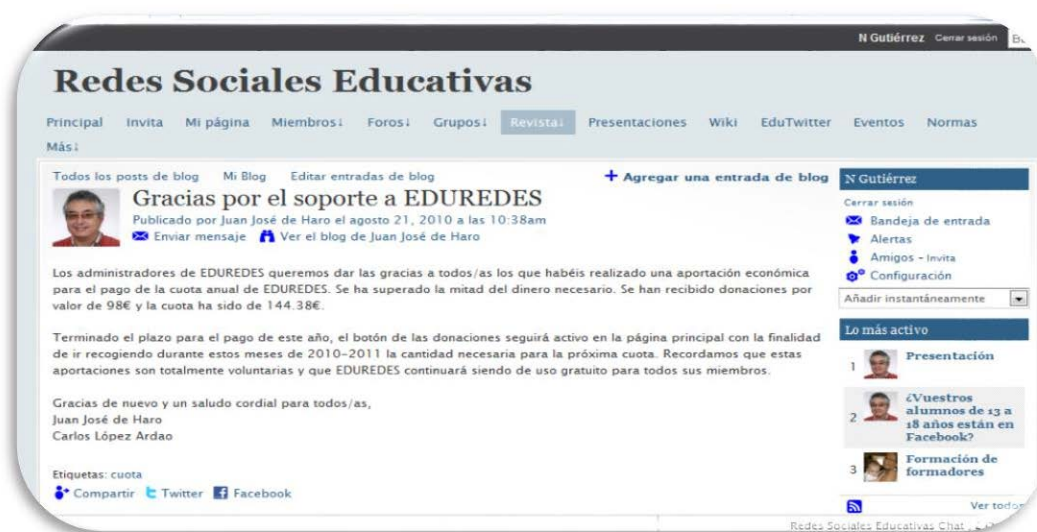 N Gutiérrez Cerrar sesión
Redes Sociales Educativas
Principal Invita Mi página Miembros↓ Foros↓ Grupos↓ Revista↓ Presentaciones Wiki EduTwitter Eventos Normas
Más↓
Todos los posts de blog Mi Blog Editar entradas de blog + Agregar una entrada de blog
Gracias por el soporte a EDUREDES
Publicado por Juan José de Haro el agosto 21, 2010 a las 10:38am
Enviar mensaje Ver el blog de Juan José de Haro
Los administradores de EDUREDES queremos dar las gracias a todos/as los que habéis realizado una aportación económica
para el pago de la cuota anual de EDUREDES. Se ha superado la mitad del dinero necesario. Se han recibido donaciones por
valor de 98€ y la cuota ha sido de 144.38€.
Terminado el plazo para el pago de este año, el botón de las donaciones seguirá activo en la página principal con la finalidad
de ir recogiendo durante estos meses de 2010-2011 la cantidad necesaria para la próxima cuota. Recordamos que estas
aportaciones son totalmente voluntarias y que EDUREDES continuará siendo de uso gratuito para todos sus miembros.
Gracias de nuevo y un saludo cordial para todos/as,
Juan José de Haro
Carlos López Ardao
Etiquetas: cuota
Compartir Twitter Facebook
N Gutiérrez
Cerrar sesión
Bandeja de entrada
Alertas
Amigos - Invita
Configuración
Añadir instantáneamente
Lo más activo
1 Presentación
2 ¿Vuestros
alumnos de 13 a
18 años están en
Facebook?
3 Formación de
formadores
Ver todos
Redes Sociales Educativas Chat